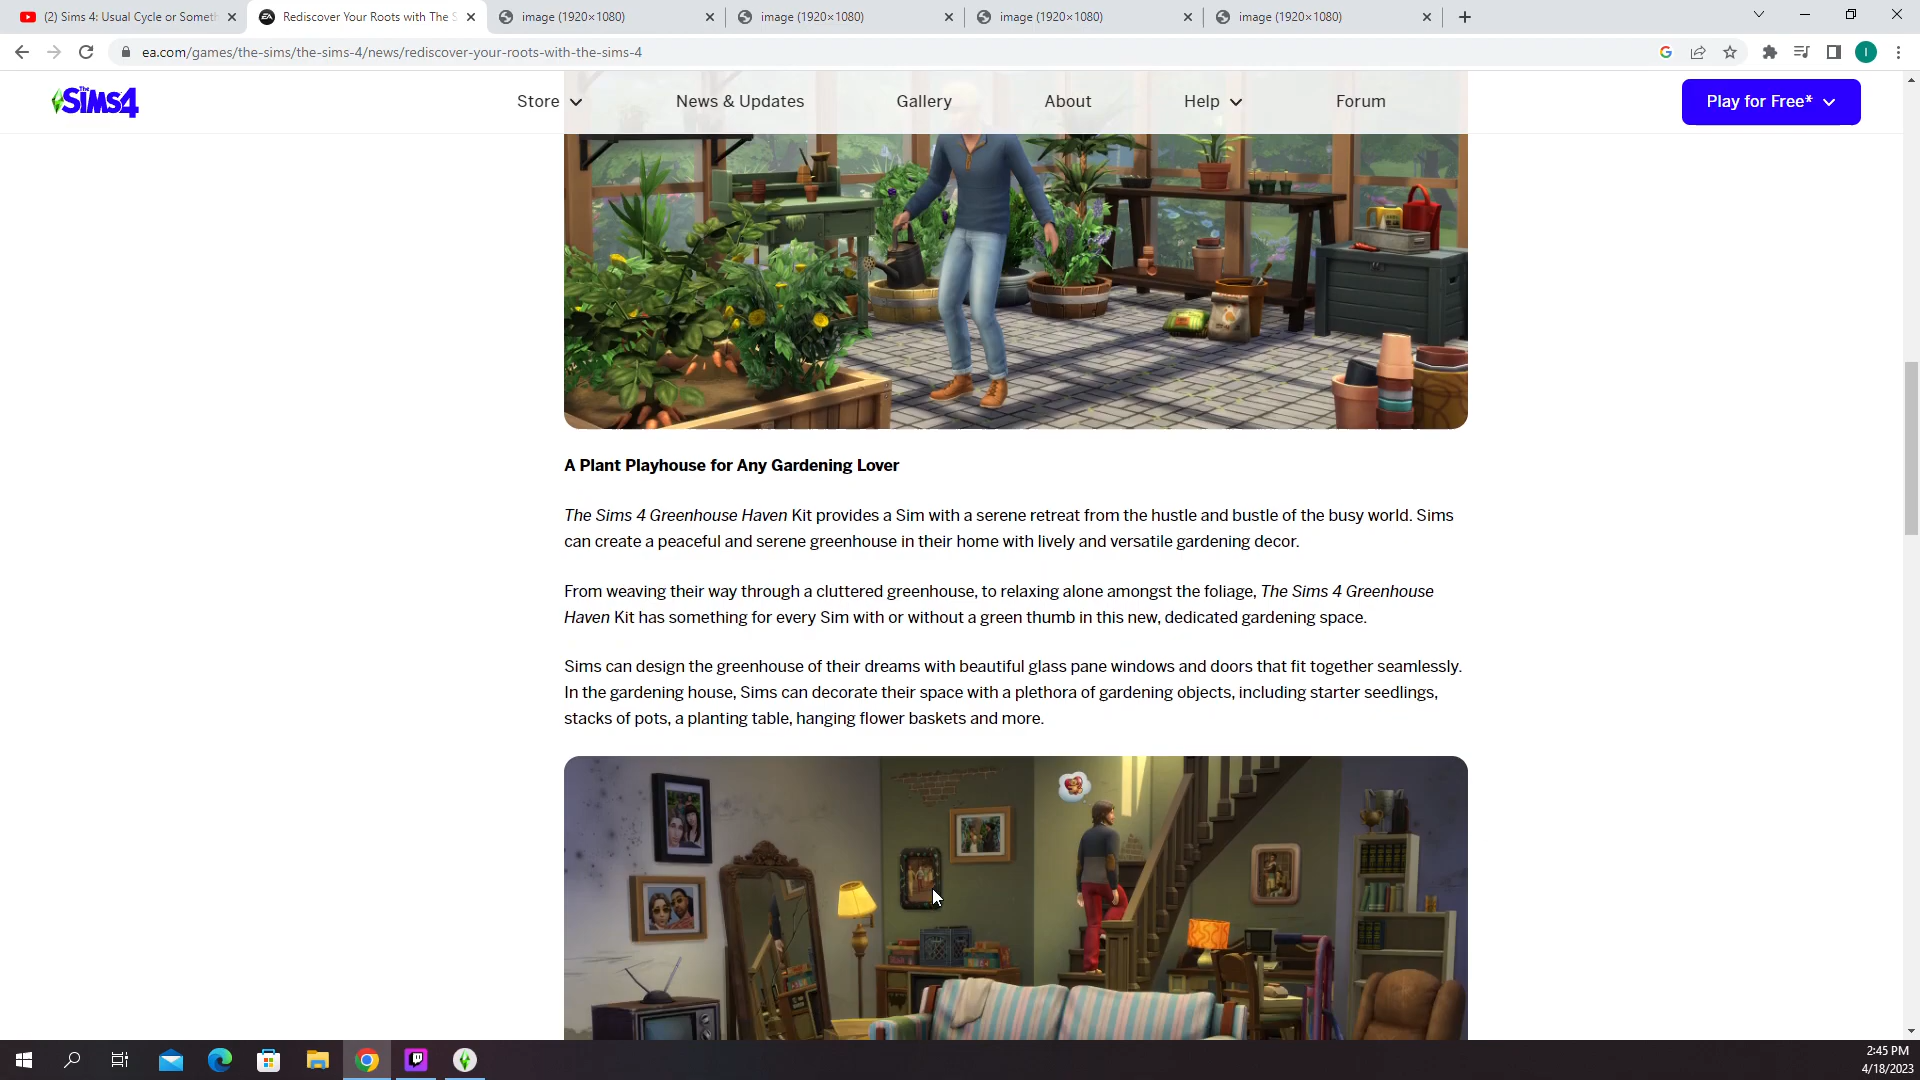 (2) Sims 4: Usual Cycle or Someth
Rediscover Your Roots with The S
image (1920×1080)
image (1920×1080)
image (1920×1080)
image (1920×1080)
ea.com/games/the-sims/the-sims-4/news/rediscover-your-roots-with-the-sims-4
The SIMS 4
Store
News & Updates
Gallery
About
Help
Forum
Play for Free*
A Plant Playhouse for Any Gardening Lover
The Sims 4 Greenhouse Haven Kit provides a Sim with a serene retreat from the hustle and bustle of the busy world. Sims
can create a peaceful and serene greenhouse in their home with lively and versatile gardening decor.
From weaving their way through a cluttered greenhouse, to relaxing alone amongst the foliage, The Sims 4 Greenhouse
Haven Kit has something for every Sim with or without a green thumb in this new, dedicated gardening space.
Sims can design the greenhouse of their dreams with beautiful glass pane windows and doors that fit together seamlessly.
In the gardening house, Sims can decorate their space with a plethora of gardening objects, including starter seedlings,
stacks of pots, a planting table, hanging flower baskets and more.
2:45 PM
4/18/2023